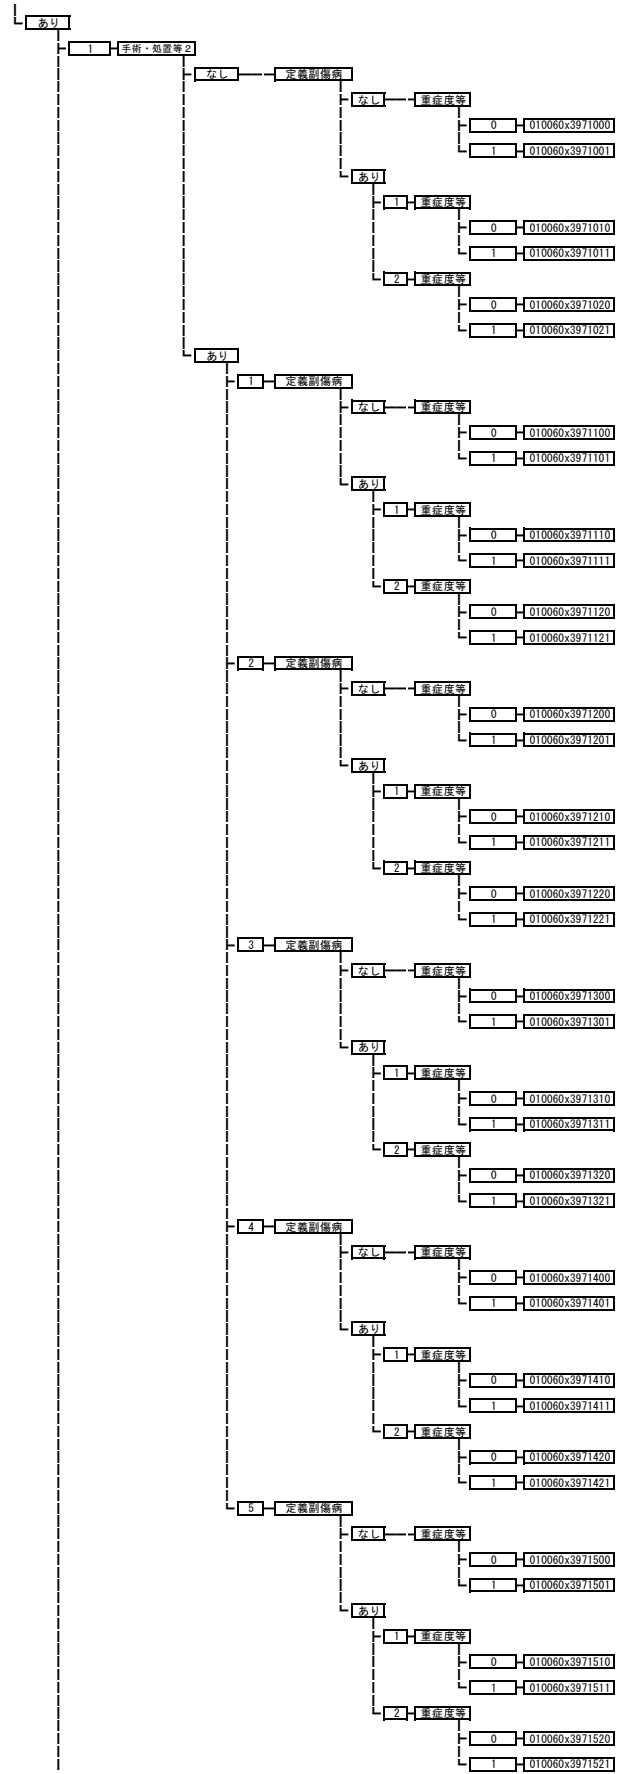 あり
1 手術・処置等2
なし 定義副傷病
なし 重症度等
0 010060x3971000
1 010060x3971001
あり
1 重症度等
0 010060x3971010
1 010060x3971011
2 重症度等
0 010060x3971020
1 010060x3971021
あり
1 定義副傷病
なし 重症度等
0 010060x3971100
1 010060x3971101
あり
1 重症度等
0 010060x3971110
1 010060x3971111
2 重症度等
0 010060x3971120
1 010060x3971121
2 定義副傷病
なし 重症度等
0 010060x3971200
1 010060x3971201
あり
1 重症度等
0 010060x3971210
1 010060x3971211
2 重症度等
0 010060x3971220
1 010060x3971221
3 定義副傷病
なし 重症度等
0 010060x3971300
1 010060x3971301
あり
1 重症度等
0 010060x3971310
1 010060x3971311
2 重症度等
0 010060x3971320
1 010060x3971321
4 定義副傷病
なし 重症度等
0 010060x3971400
1 010060x3971401
あり
1 重症度等
0 010060x3971410
1 010060x3971411
2 重症度等
0 010060x3971420
1 010060x3971421
5 定義副傷病
なし 重症度等
0 010060x3971500
1 010060x3971501
あり
1 重症度等
0 010060x3971510
1 010060x3971511
2 重症度等
0 010060x3971520
1 010060x3971521